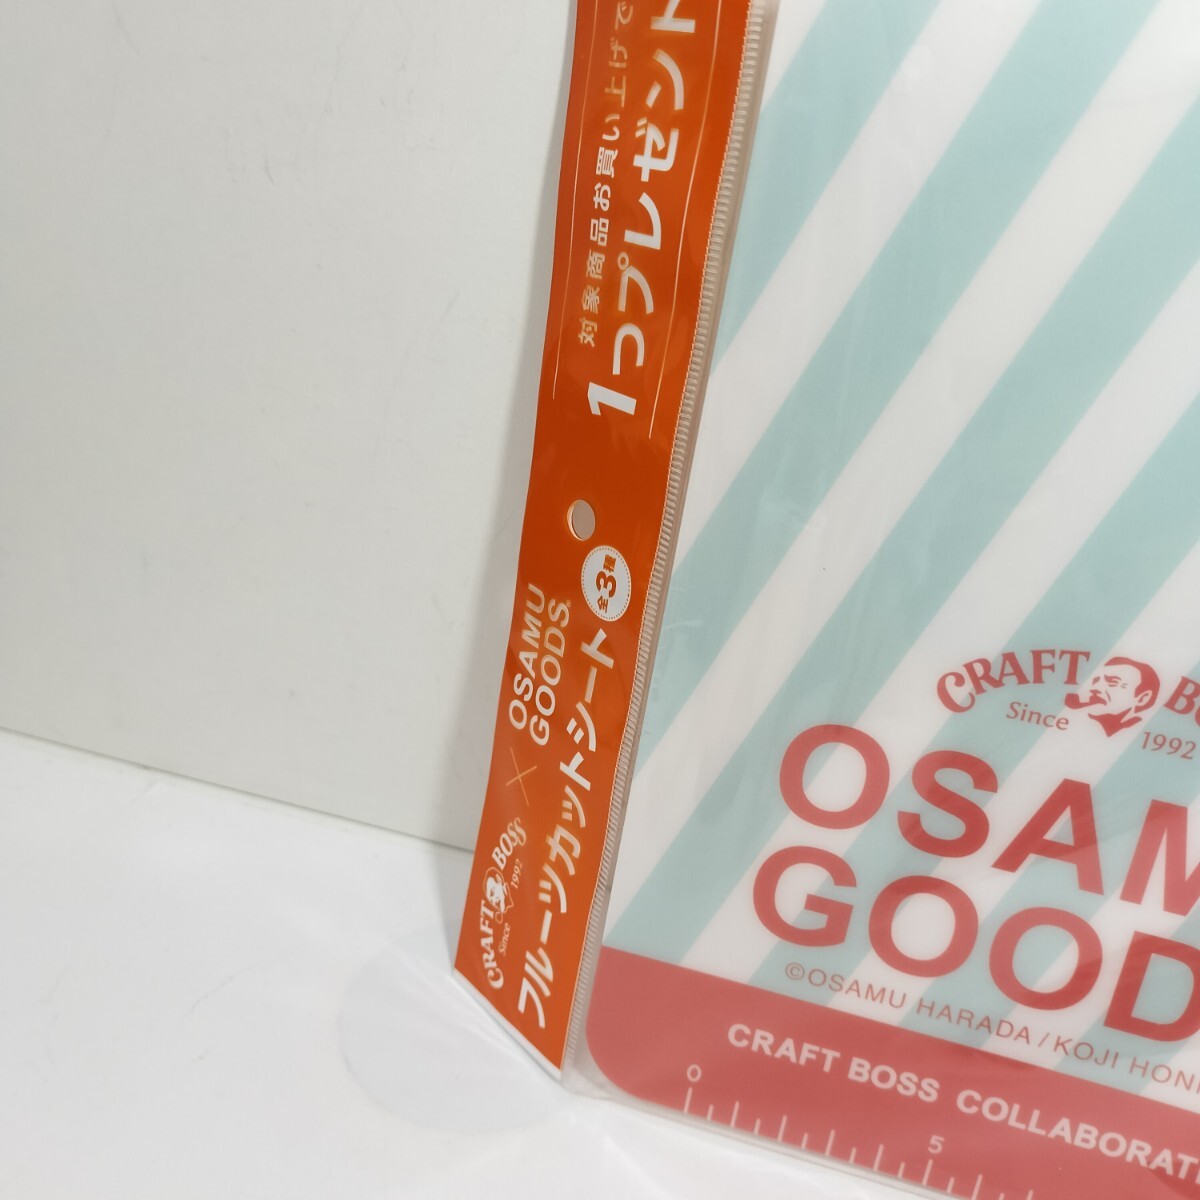 対象商品お買い上げで
1つプレゼント
CRAFT BOSS
Since 1992
×
OSAMU
GOODS®
フルーツカットシート
全3種
CRAFT
Since
1992
OSAM
GOOD
©OSAMU HARADA / KOJI HON
CRAFT BOSS COLLABORAT
0 5